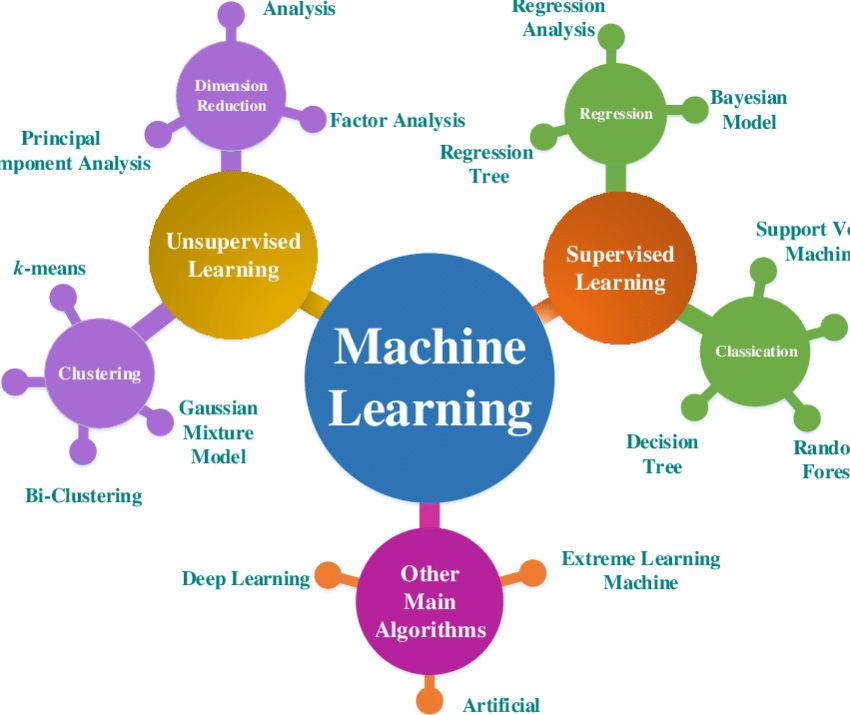 Analysis
Dimension
Reduction
Factor Analysis
Principal
mponent Analysis
Regression
Analysis
Regression
Bayesian
Model
Regression
Tree
Unsupervised
Learning
Supervised
Learning
k-means
Clustering
Gaussian
Mixture
Model
Bi-Clustering
Machine
Learning
Support Ve
Machin
Classication
Decision
Tree
Rando
Fores
Other
Main
Algorithms
Deep Learning
Extreme Learning
Machine
Artificial